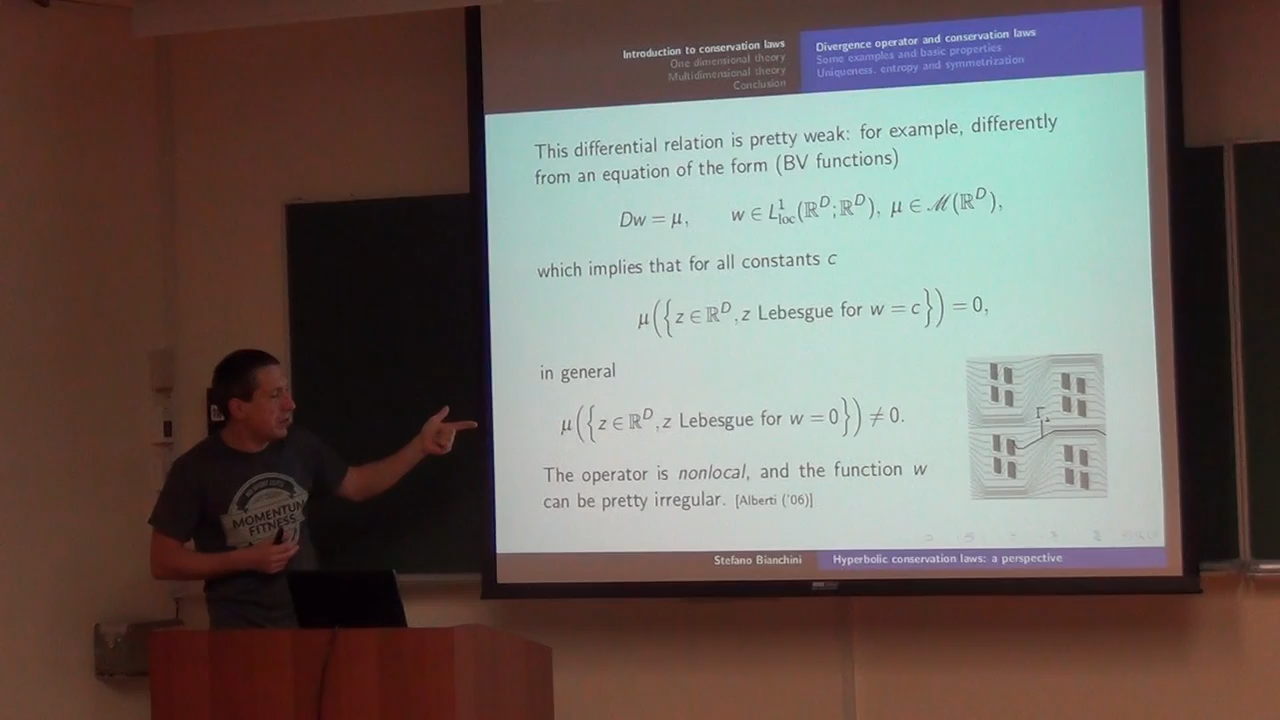 Introduction to conservation laws
One dimensional theory
Multidimensional theory
Conclusion
Divergence operator and conservation laws
Some examples and basic properties
Uniqueness, entropy and symmetrization
This differential relation is pretty weak: for example, differently
from an equation of the form (BV functions)
Dw = μ, w ∈ L¹_loc(ℝᴰ; ℝᴰ), μ ∈ ℳ(ℝᴰ),
which implies that for all constants c
μ({z ∈ ℝᴰ, z Lebesgue for w = c}) = 0,
in general
μ({z ∈ ℝᴰ, z Lebesgue for w = 0}) ≠ 0.
The operator is nonlocal, and the function w
can be pretty irregular. [Alberti ('06)]
Stefano Bianchini
Hyperbolic conservation laws: a perspective
MOMENTUM
FITNESS